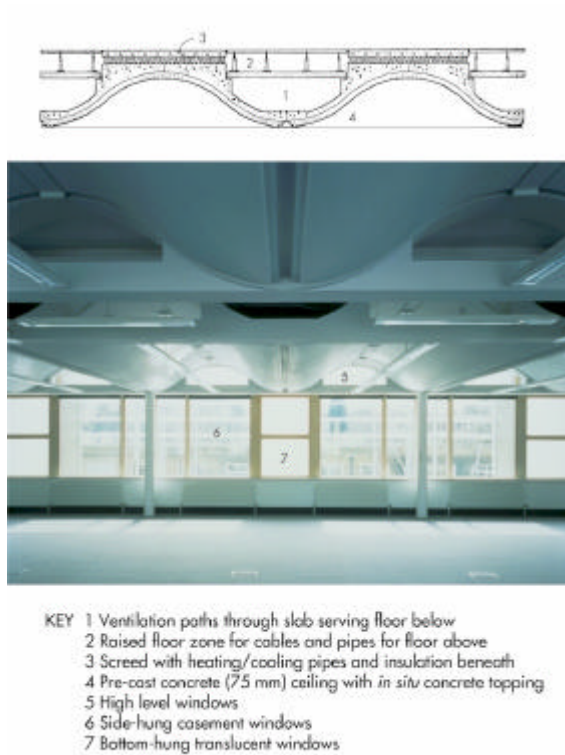 3
2
1
4
5
6
7
KEY 1 Ventilation paths through slab serving floor below
2 Raised floor zone for cables and pipes for floor above
3 Screed with heating/cooling pipes and insulation beneath
4 Pre-cast concrete (75 mm) ceiling with in situ concrete topping
5 High level windows
6 Side-hung casement windows
7 Bottom-hung translucent windows